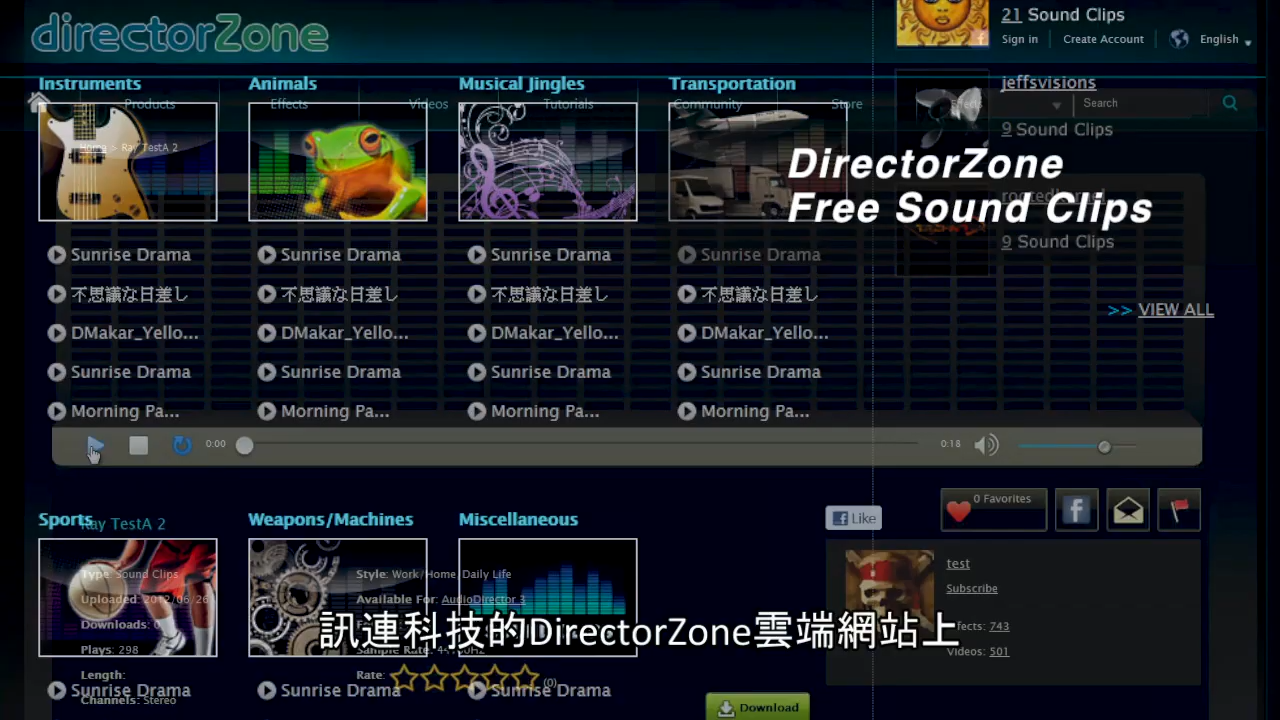 directorZone
21 Sound Clips
Sign in
Create Account
English
Instruments
Animals
Musical Jingles
Transportation
jeffsvisions
Products
Effects
Videos
Tutorials
Community
Store
Effects
Search
9 Sound Clips
Home > Ray TestA 2
DirectorZone
Free Sound Clips
9 Sound Clips
Sunrise Drama
Sunrise Drama
Sunrise Drama
Sunrise Drama
不思議な日差し
不思議な日差し
不思議な日差し
不思議な日差し
>> VIEW ALL
DMakar_Yello...
DMakar_Yello...
DMakar_Yello...
DMakar_Yello...
Sunrise Drama
Sunrise Drama
Sunrise Drama
Sunrise Drama
Morning Pa...
Morning Pa...
Morning Pa...
Morning Pa...
0:00
0:18
0 Favorites
Like
Sports
Weapons/Machines
Miscellaneous
Ray TestA 2
test
Subscribe
Type: Sound Clips
Style: Work/Home/Daily Life
Uploaded: 2012/06/26
Available For: AudioDirector 3
Downloads: 0
Effects: 743
訊連科技的DirectorZone雲端網站上
Plays: 298
Sample Rate: 44100Hz
Videos: 501
Length:
Rate:
(0)
Sunrise Drama
Sunrise Drama
Sunrise Drama
Channels: Stereo
Download